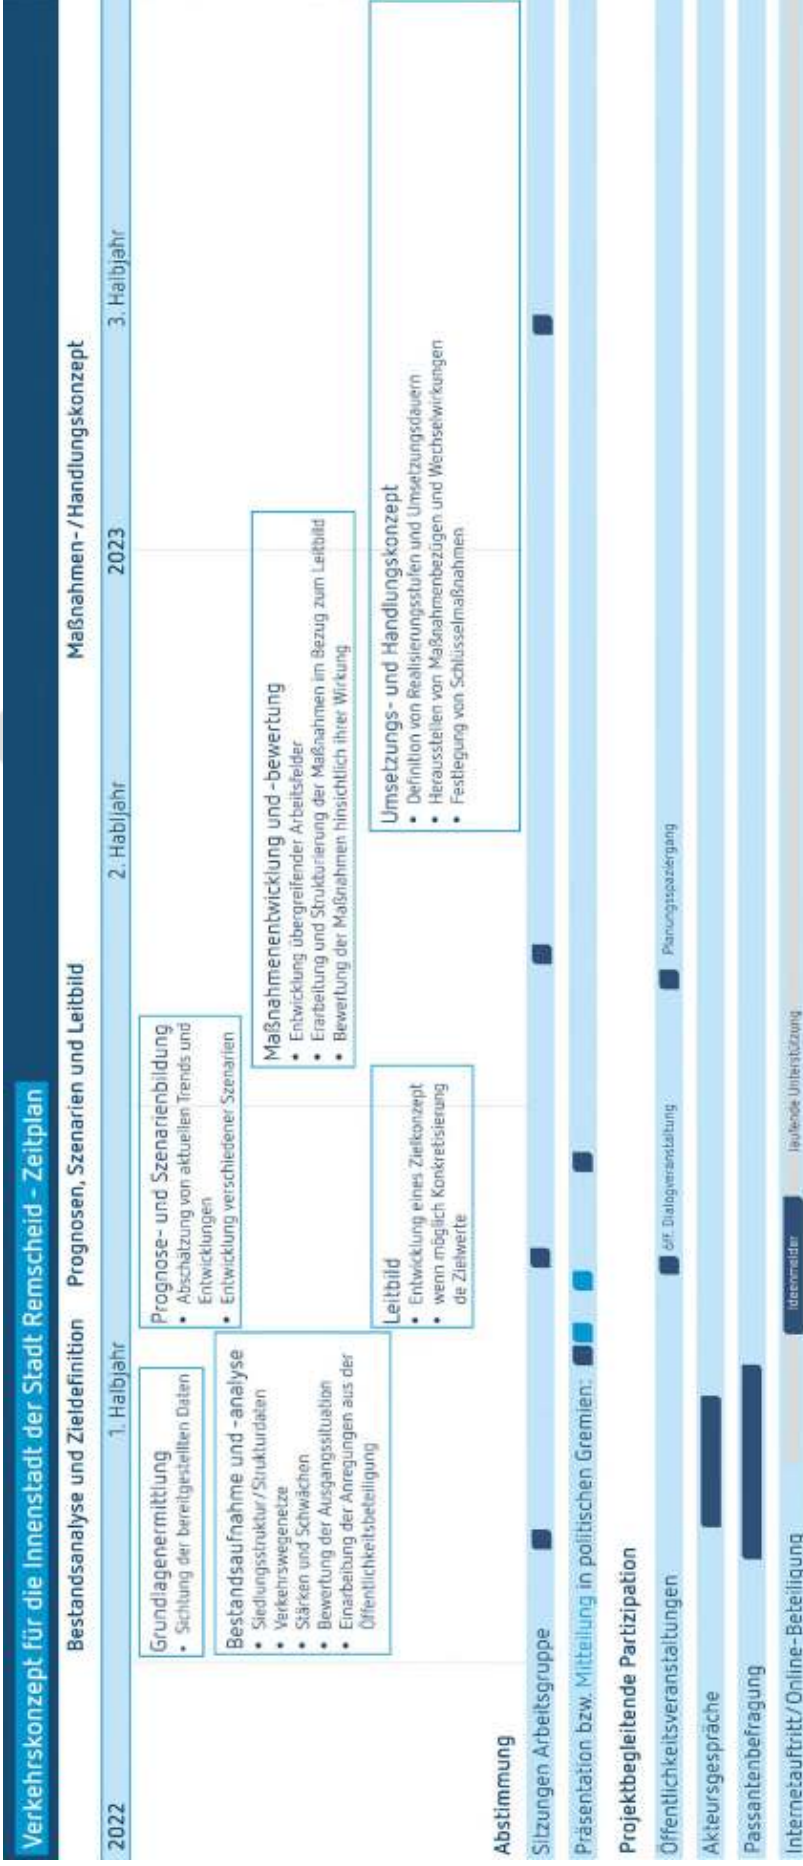 Verkehrskonzept für die Innenstadt der Stadt Remscheid - Zeitplan
Bestandsanalyse und Zieldefinition
Prognosen, Szenarien und Leitbild
Maßnahmen-/Handlungskonzept
2022
1. Halbjahr
2. Habljahr
2023
3. Halbjahr
Grundlagenermittlung
• Sichtung der bereitgestellten Daten
Prognose- und Szenarienbildung
• Abschätzung von aktuellen Trends und
Entwicklungen
• Entwicklung verschiedener Szenarien
Bestandsaufnahme und -analyse
• Siedlungsstruktur/Strukturdaten
• Verkehrswegenetze
• Stärken und Schwächen
• Bewertung der Ausgangssituation
• Einarbeitung der Anregungen aus der
Öffentlichkeitsbeteiligung
Maßnahmenentwicklung und -bewertung
• Entwicklung übergreifender Arbeitsfelder
• Erarbeitung und Strukturierung der Maßnahmen im Bezug zum Leitbild
• Bewertung der Maßnahmen hinsichtlich ihrer Wirkung
Leitbild
• Entwicklung eines Zielkonzept
• wenn möglich Konkretisierung
de Zielwerte
Umsetzungs- und Handlungskonzept
• Definition von Realisierungsstufen und Umsetzungsdauern
• Herausstellen von Maßnahmenbezügen und Wechselwirkungen
• Festlegung von Schlüsselmaßnahmen
Abstimmung
Sitzungen Arbeitsgruppe
Präsentation bzw. Mitteilung in politischen Gremien:
Projektbegleitende Partizipation
Öffentlichkeitsveranstaltungen
öff. Dialogveranstaltung
Planungsspaziergang
Akteursgespräche
Passantenbefragung
Internetauftritt/Online-Beteiligung
Ideenmelder
laufende Unterstützung